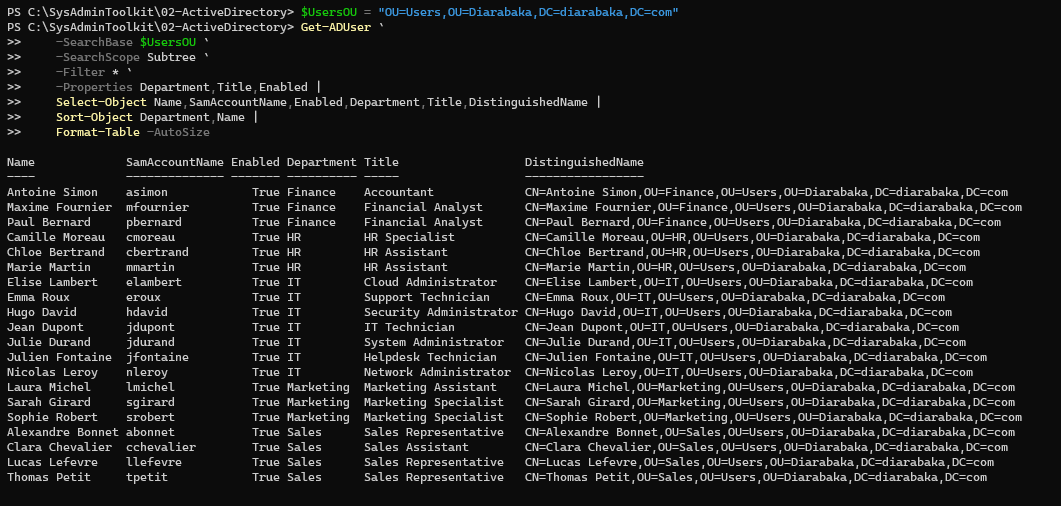 PS C:\SysAdminToolkit\02-ActiveDirectory> $UsersOU = "OU=Users,OU=Diarabaka,DC=diarabaka,DC=com"
PS C:\SysAdminToolkit\02-ActiveDirectory> Get-ADUser `
>>     -SearchBase $UsersOU `
>>     -SearchScope Subtree `
>>     -Filter * `
>>     -Properties Department,Title,Enabled |
>>     Select-Object Name,SamAccountName,Enabled,Department,Title,DistinguishedName |
>>     Sort-Object Department,Name |
>>     Format-Table -AutoSize

Name             SamAccountName Enabled Department Title                  DistinguishedName
----             -------------- ------- ---------- -----                  -----------------
Antoine Simon    asimon            True Finance    Accountant             CN=Antoine Simon,OU=Finance,OU=Users,OU=Diarabaka,DC=diarabaka,DC=com
Maxime Fournier  mfournier         True Finance    Financial Analyst      CN=Maxime Fournier,OU=Finance,OU=Users,OU=Diarabaka,DC=diarabaka,DC=com
Paul Bernard     pbernard          True Finance    Financial Analyst      CN=Paul Bernard,OU=Finance,OU=Users,OU=Diarabaka,DC=diarabaka,DC=com
Camille Moreau   cmoreau           True HR         HR Specialist          CN=Camille Moreau,OU=HR,OU=Users,OU=Diarabaka,DC=diarabaka,DC=com
Chloe Bertrand   cbertrand         True HR         HR Assistant           CN=Chloe Bertrand,OU=HR,OU=Users,OU=Diarabaka,DC=diarabaka,DC=com
Marie Martin     mmartin           True HR         HR Assistant           CN=Marie Martin,OU=HR,OU=Users,OU=Diarabaka,DC=diarabaka,DC=com
Elise Lambert    elambert          True IT         Cloud Administrator    CN=Elise Lambert,OU=IT,OU=Users,OU=Diarabaka,DC=diarabaka,DC=com
Emma Roux        eroux             True IT         Support Technician     CN=Emma Roux,OU=IT,OU=Users,OU=Diarabaka,DC=diarabaka,DC=com
Hugo David       hdavid            True IT         Security Administrator CN=Hugo David,OU=IT,OU=Users,OU=Diarabaka,DC=diarabaka,DC=com
Jean Dupont      jdupont           True IT         IT Technician          CN=Jean Dupont,OU=IT,OU=Users,OU=Diarabaka,DC=diarabaka,DC=com
Julie Durand     jdurand           True IT         System Administrator   CN=Julie Durand,OU=IT,OU=Users,OU=Diarabaka,DC=diarabaka,DC=com
Julien Fontaine  jfontaine         True IT         Helpdesk Technician    CN=Julien Fontaine,OU=IT,OU=Users,OU=Diarabaka,DC=diarabaka,DC=com
Nicolas Leroy    nleroy            True IT         Network Administrator  CN=Nicolas Leroy,OU=IT,OU=Users,OU=Diarabaka,DC=diarabaka,DC=com
Laura Michel     lmichel           True Marketing  Marketing Assistant    CN=Laura Michel,OU=Marketing,OU=Users,OU=Diarabaka,DC=diarabaka,DC=com
Sarah Girard     sgirard           True Marketing  Marketing Specialist   CN=Sarah Girard,OU=Marketing,OU=Users,OU=Diarabaka,DC=diarabaka,DC=com
Sophie Robert    srobert           True Marketing  Marketing Specialist   CN=Sophie Robert,OU=Marketing,OU=Users,OU=Diarabaka,DC=diarabaka,DC=com
Alexandre Bonnet abonnet           True Sales      Sales Representative   CN=Alexandre Bonnet,OU=Sales,OU=Users,OU=Diarabaka,DC=diarabaka,DC=com
Clara Chevalier  cchevalier        True Sales      Sales Assistant        CN=Clara Chevalier,OU=Sales,OU=Users,OU=Diarabaka,DC=diarabaka,DC=com
Lucas Lefevre    llefevre          True Sales      Sales Representative   CN=Lucas Lefevre,OU=Sales,OU=Users,OU=Diarabaka,DC=diarabaka,DC=com
Thomas Petit     tpetit            True Sales      Sales Representative   CN=Thomas Petit,OU=Sales,OU=Users,OU=Diarabaka,DC=diarabaka,DC=com